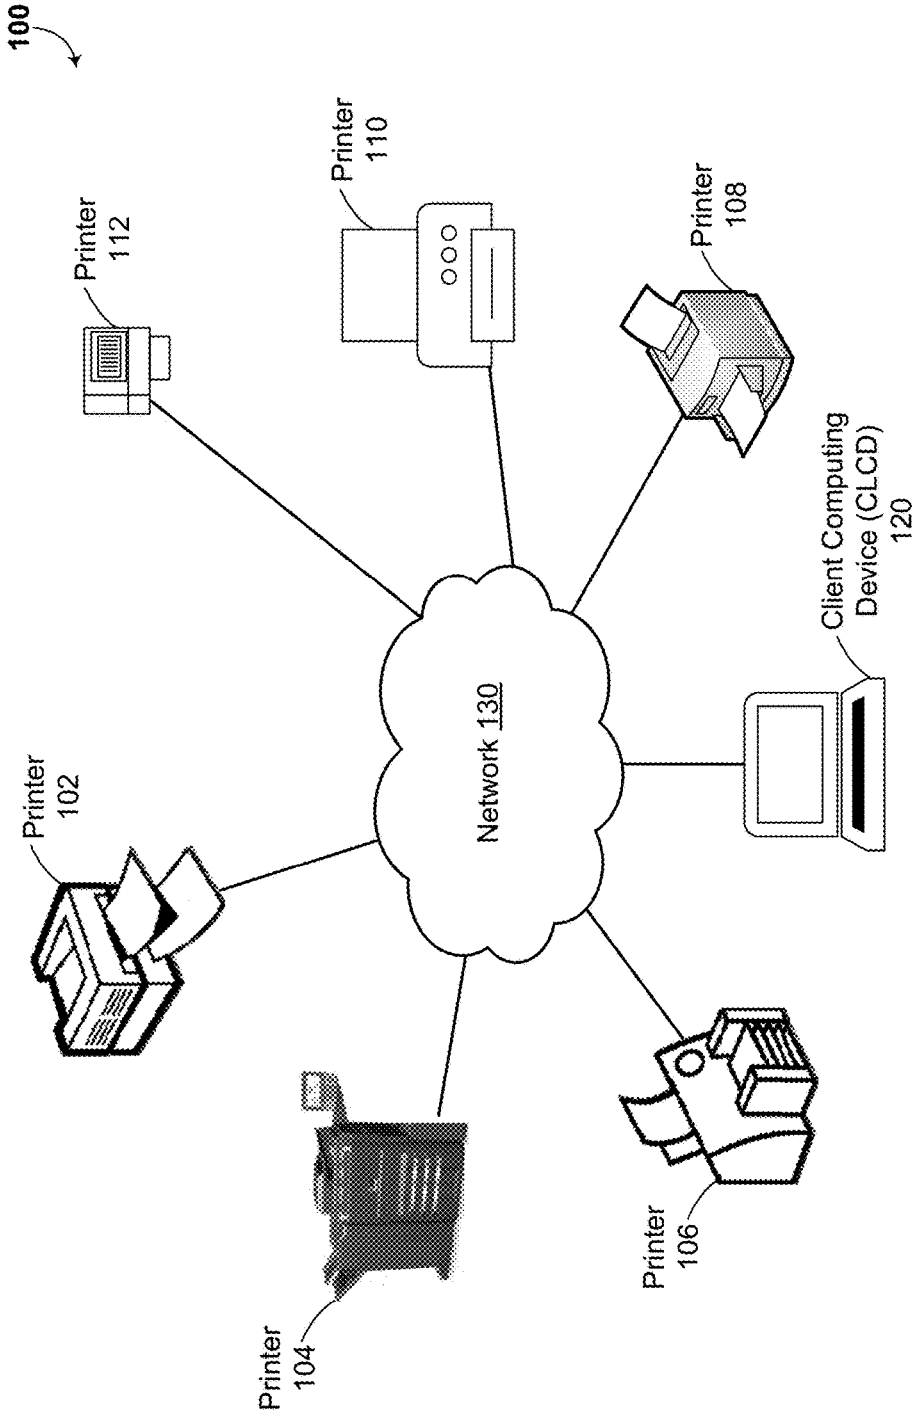 100
Printer
102
Printer
112
Printer
104
Printer
110
Network 130
Printer
106
Printer
108
Client Computing
Device (CLCD)
120